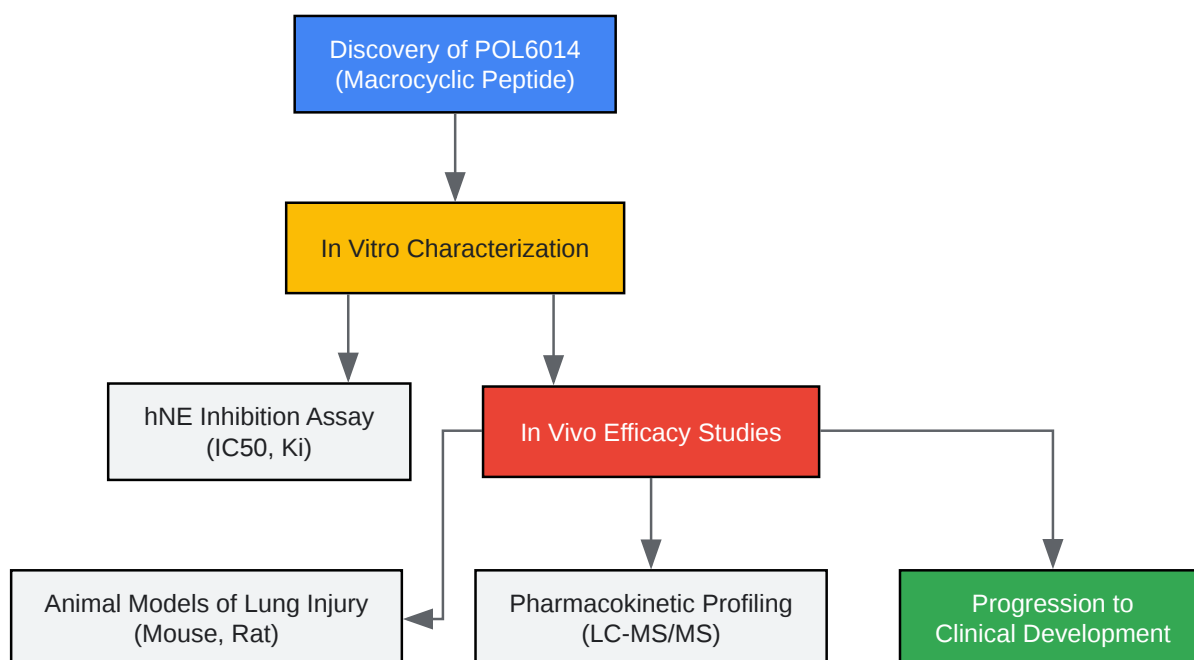 Discovery of POL6014
(Macrocyclic Peptide)
In Vitro Characterization
hNE Inhibition Assay
(IC50, Ki)
In Vivo Efficacy Studies
Animal Models of Lung Injury
(Mouse, Rat)
Pharmacokinetic Profiling
(LC-MS/MS)
Progression to
Clinical Development